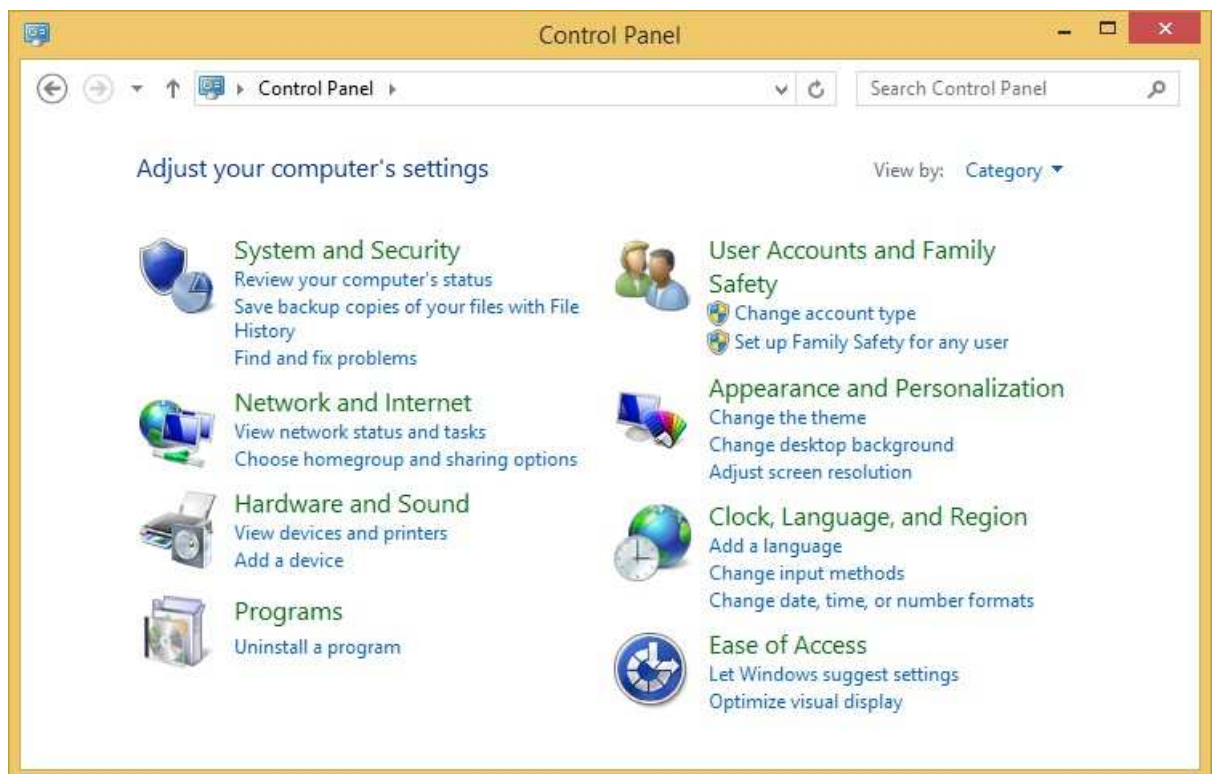 Control Panel
Control Panel
Search Control Panel
Adjust your computer's settings
View by: Category
System and Security
Review your computer's status
Save backup copies of your files with File
History
Find and fix problems
Network and Internet
View network status and tasks
Choose homegroup and sharing options
Hardware and Sound
View devices and printers
Add a device
Programs
Uninstall a program
User Accounts and Family
Safety
Change account type
Set up Family Safety for any user
Appearance and Personalization
Change the theme
Change desktop background
Adjust screen resolution
Clock, Language, and Region
Add a language
Change input methods
Change date, time, or number formats
Ease of Access
Let Windows suggest settings
Optimize visual display